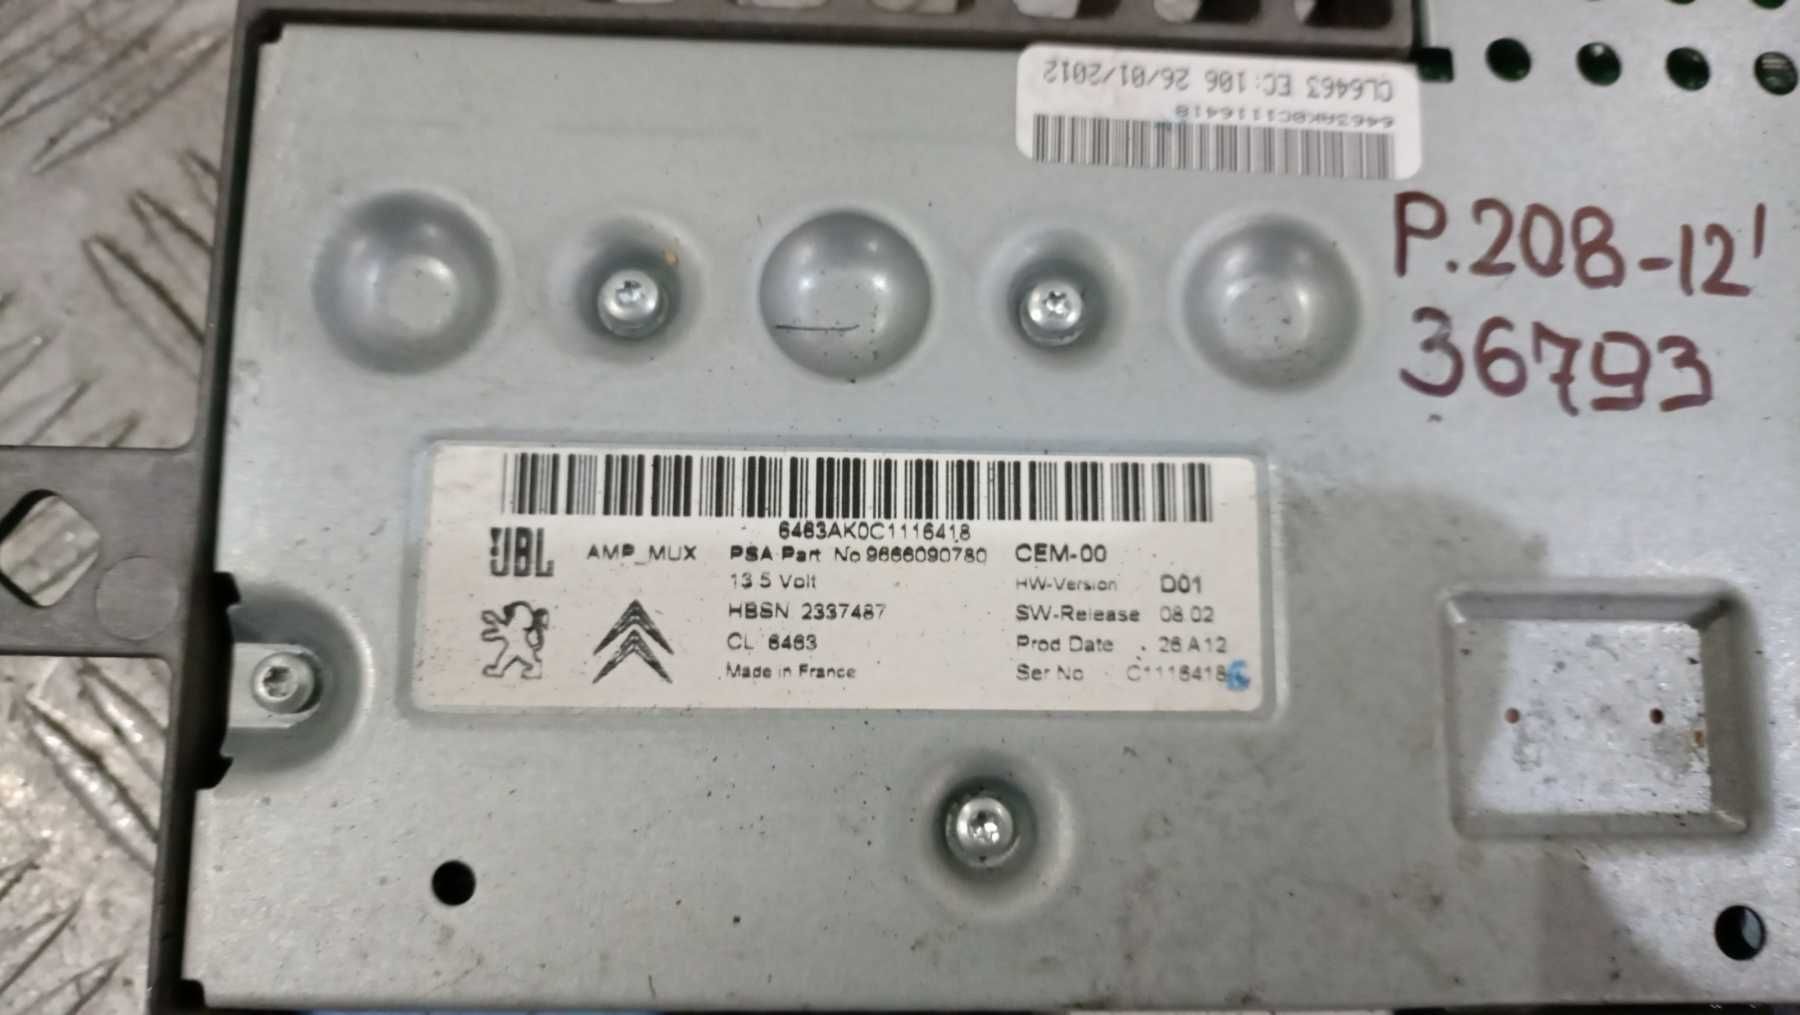 CL6463 EC:106 26/01/2012
6463AK0C1116418
P.208-12'
36793
6463AK0C1116418
JBL AMP_MUX PSA Part No 9666090780 CEM-00
13.5 Volt HW-Version D01
HBSN 2337487 SW-Release 08.02
CL 6463 Prod Date 26 A12
Made in France Ser No C1116418